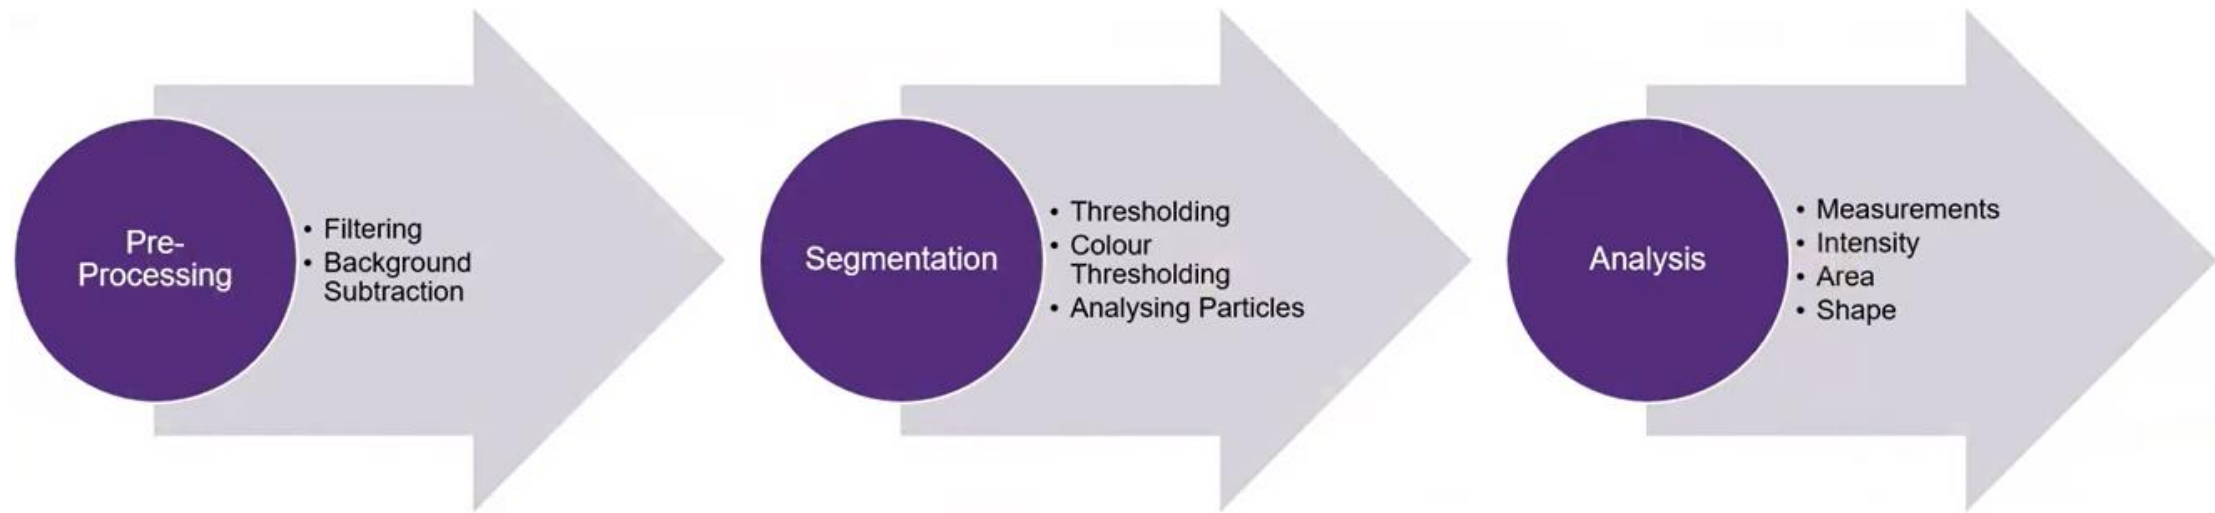 Pre-
Processing
• Filtering
• Background
Subtraction
Segmentation
• Thresholding
• Colour
Thresholding
• Analysing Particles
Analysis
• Measurements
• Intensity
• Area
• Shape